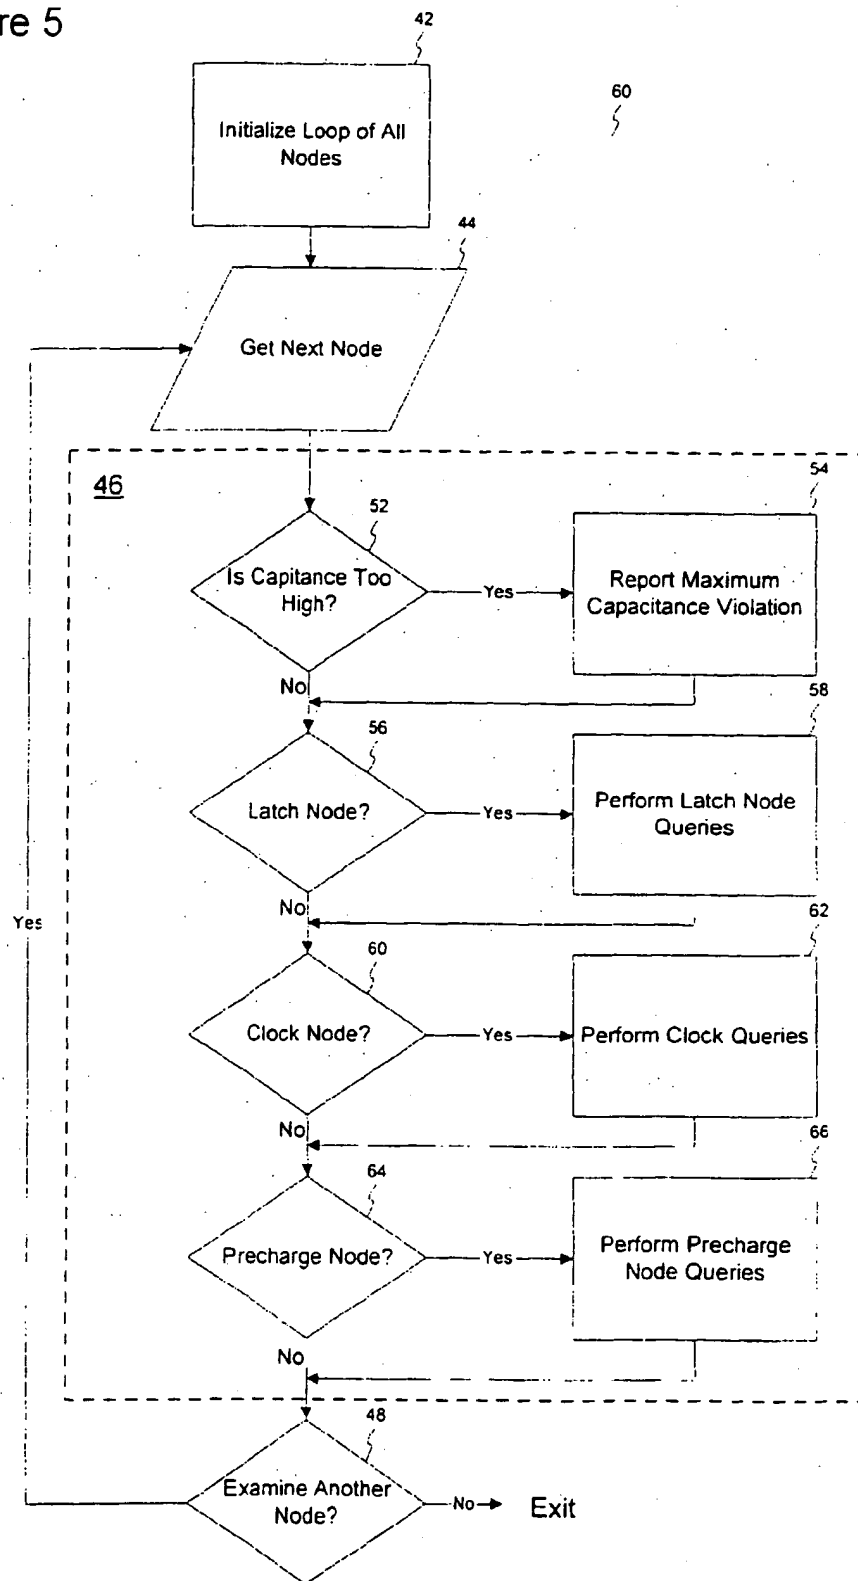 re 5
42
Initialize Loop of All
Nodes
60
44
Get Next Node
46
52
Is Capitance Too
High?
Yes
54
Report Maximum
Capacitance Violation
No
56
Latch Node?
Yes
58
Perform Latch Node
Queries
No
Yes
60
Clock Node?
Yes
62
Perform Clock Queries
No
64
Precharge Node?
Yes
66
Perform Precharge
Node Queries
No
48
Examine Another
Node?
No
Exit